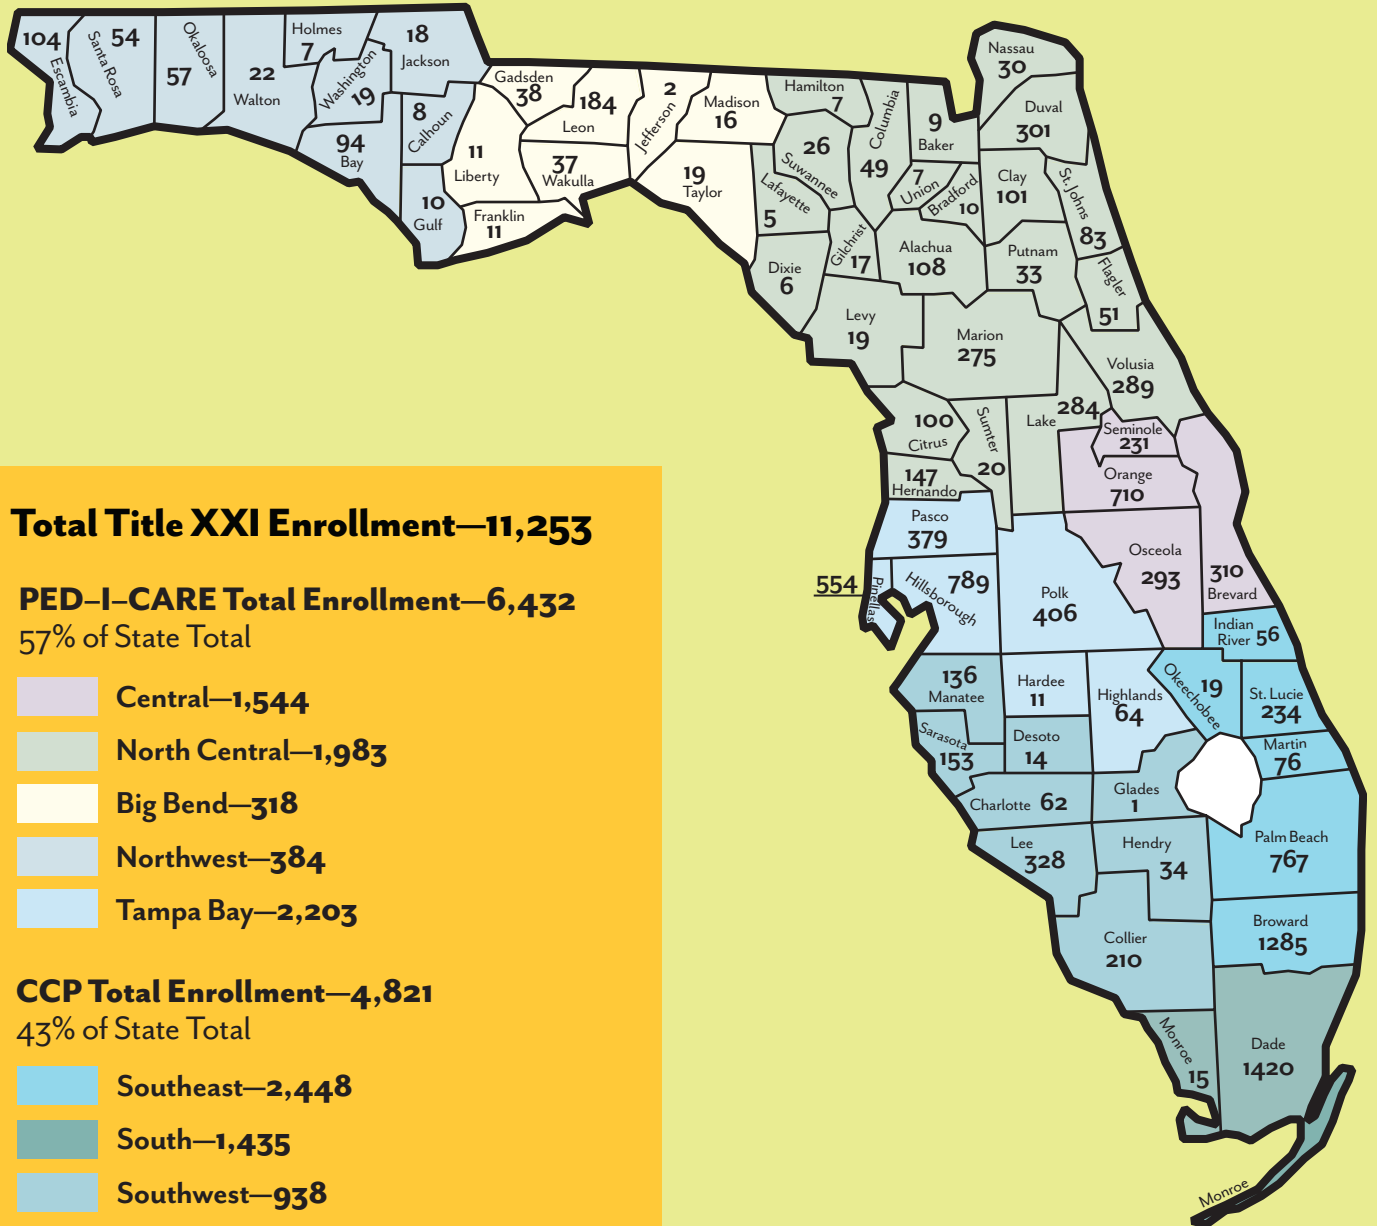 104
Escambia
54
Santa Rosa
Okaloosa
57
22
Walton
Holmes
7
Washington
19
18
Jackson
8
Calhoun
94
Bay
10
Gulf
Gadsden
38
184
Leon
2
Jefferson
Madison
16
11
Liberty
37
Wakulla
Franklin
11
19
Taylor
Hamilton
7
Columbia
49
26
Suwannee
Lafayette
5
9
Baker
7
Union
Bradford
10
Nassau
30
Duval
301
Clay
101
St. Johns
83
Gilchrist
17
Alachua
108
Putnam
33
Flagler
51
Dixie
6
Levy
19
Marion
275
Volusia
289
100
Citrus
Sumter
20
Lake
284
Seminole
231
147
Hernando
Orange
710
Pasco
379
Osceola
293
310
Brevard
554
Pinellas
Hillsborough
789
Polk
406
Indian
River 56
136
Manatee
Hardee
11
Highlands
64
Okeechobee
19
St. Lucie
234
Sarasota
153
Desoto
14
Martin
76
Charlotte 62
Glades
1
Palm Beach
767
Lee
328
Hendry
34
Broward
1285
Collier
210
Monroe
15
Dade
1420
Monroe
Total Title XXI Enrollment—11,253
PED–I–CARE Total Enrollment—6,432
57% of State Total
Central—1,544
North Central—1,983
Big Bend—318
Northwest—384
Tampa Bay—2,203
CCP Total Enrollment—4,821
43% of State Total
Southeast—2,448
South—1,435
Southwest—938